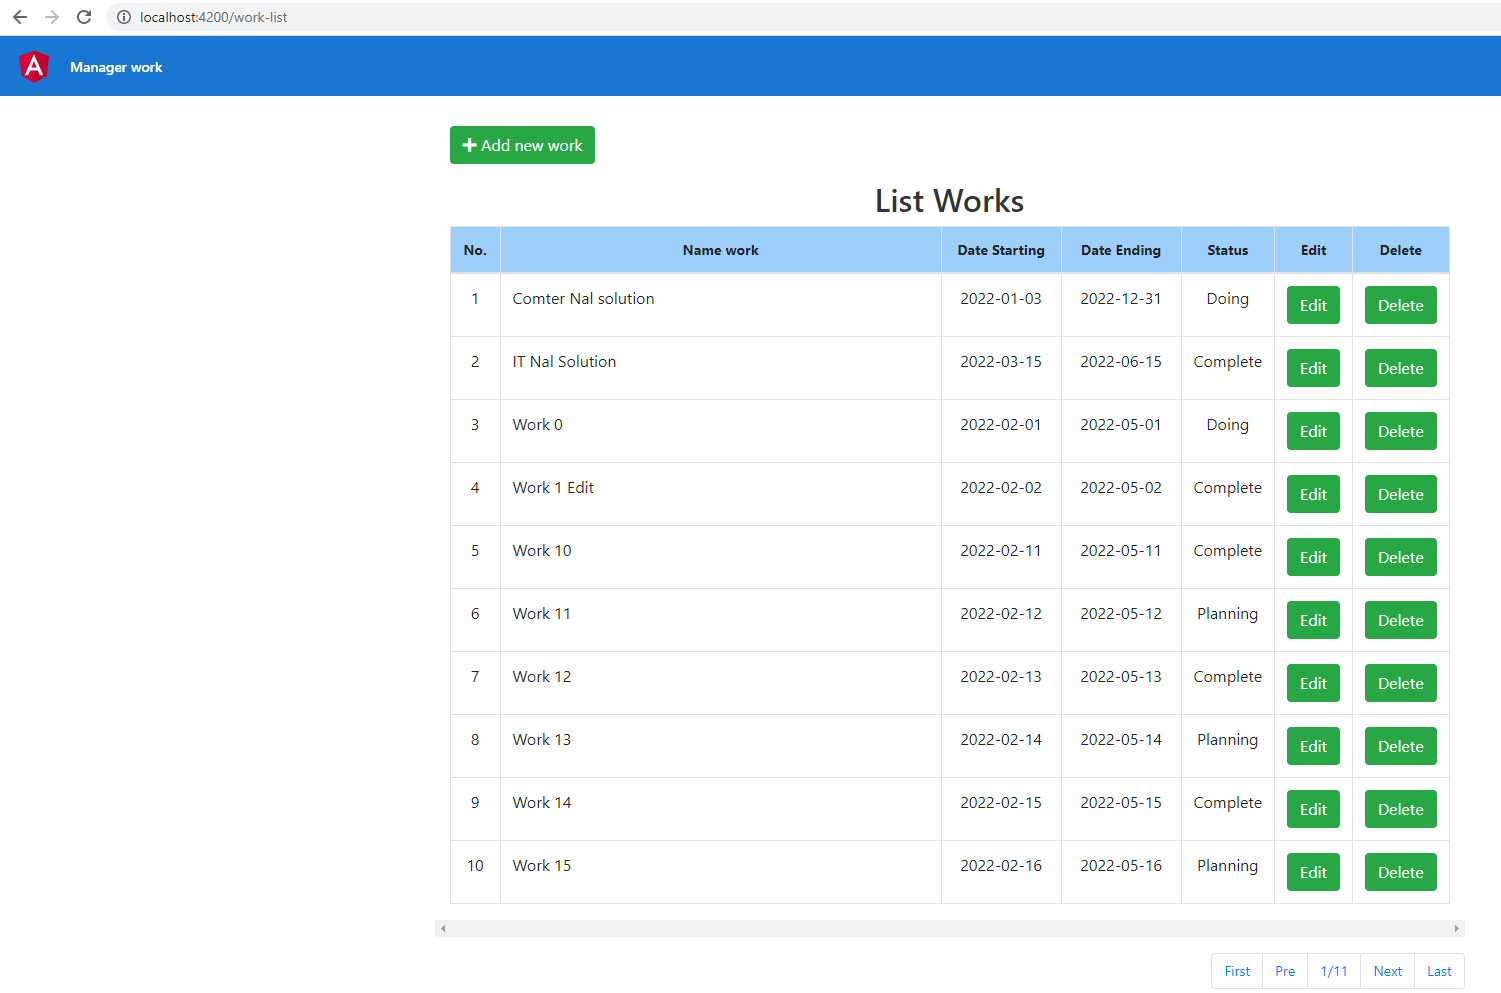 localhost:4200/work-list
Manager work
Add new work
List Works
No. Name work Date Starting Date Ending Status Edit Delete
1 Comter Nal solution 2022-01-03 2022-12-31 Doing Edit Delete
2 IT Nal Solution 2022-03-15 2022-06-15 Complete Edit Delete
3 Work 0 2022-02-01 2022-05-01 Doing Edit Delete
4 Work 1 Edit 2022-02-02 2022-05-02 Complete Edit Delete
5 Work 10 2022-02-11 2022-05-11 Complete Edit Delete
6 Work 11 2022-02-12 2022-05-12 Planning Edit Delete
7 Work 12 2022-02-13 2022-05-13 Complete Edit Delete
8 Work 13 2022-02-14 2022-05-14 Planning Edit Delete
9 Work 14 2022-02-15 2022-05-15 Complete Edit Delete
10 Work 15 2022-02-16 2022-05-16 Planning Edit Delete
First Pre 1/11 Next Last